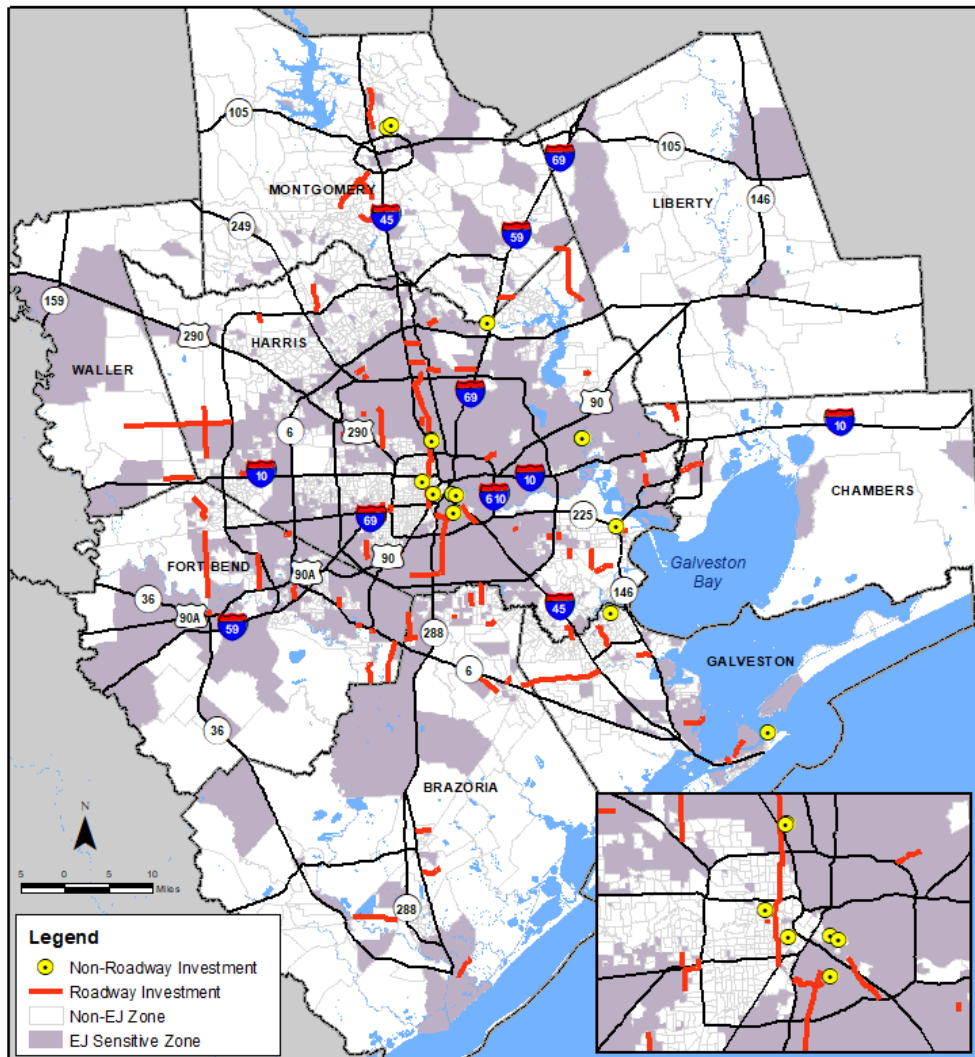 105
69
105
MONTGOMERY
LIBERTY
146
45
249
59
159
290
HARRIS
WALLER
69
90
6
290
10
10
10
610
CHAMBERS
69
225
90
FORT BEND
90A
Galveston
Bay
36
90A
59
45
146
288
6
GALVESTON
36
BRAZORIA
N
5 0 5 10
Miles
288
Legend
Non-Roadway Investment
Roadway Investment
Non-EJ Zone
EJ Sensitive Zone